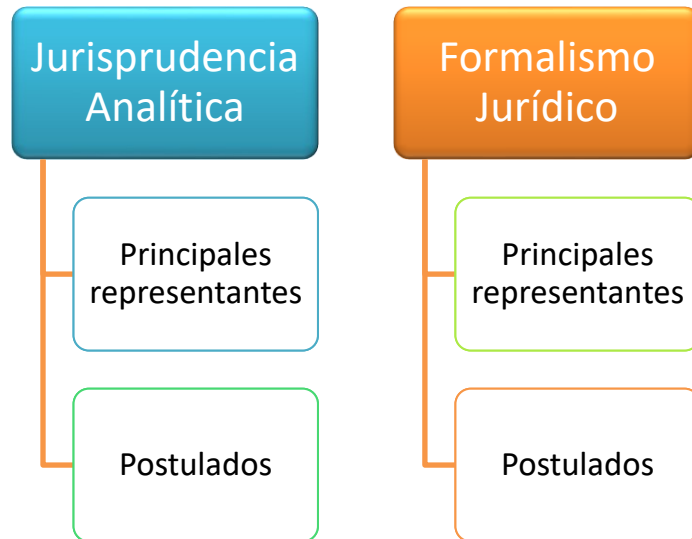 Jurisprudencia
Analítica
Principales
representantes
Postulados
Formalismo
Jurídico
Principales
representantes
Postulados